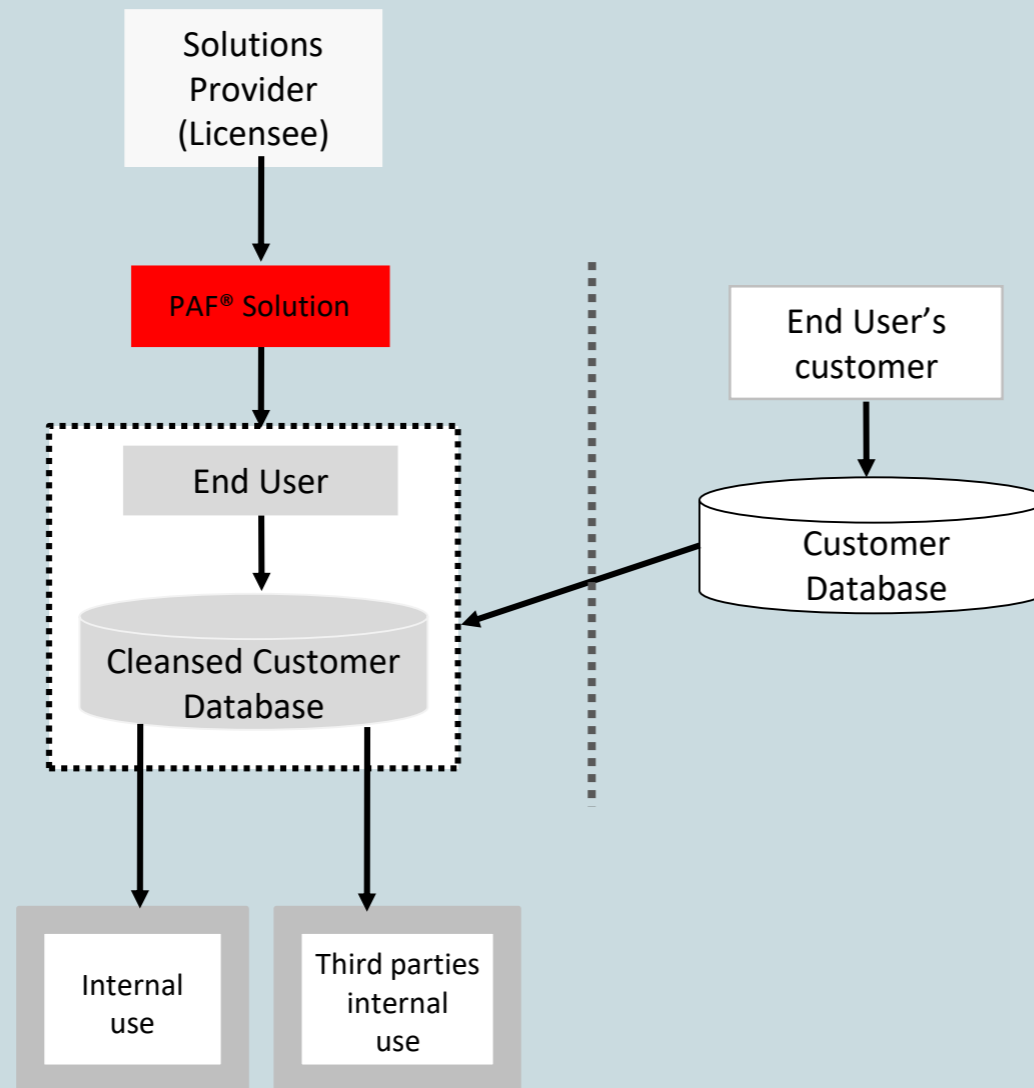 Solutions
Provider
(Licensee)
PAF® Solution
End User's
customer
End User
Customer
Database
Cleansed Customer
Database
Internal
use
Third parties
internal
use